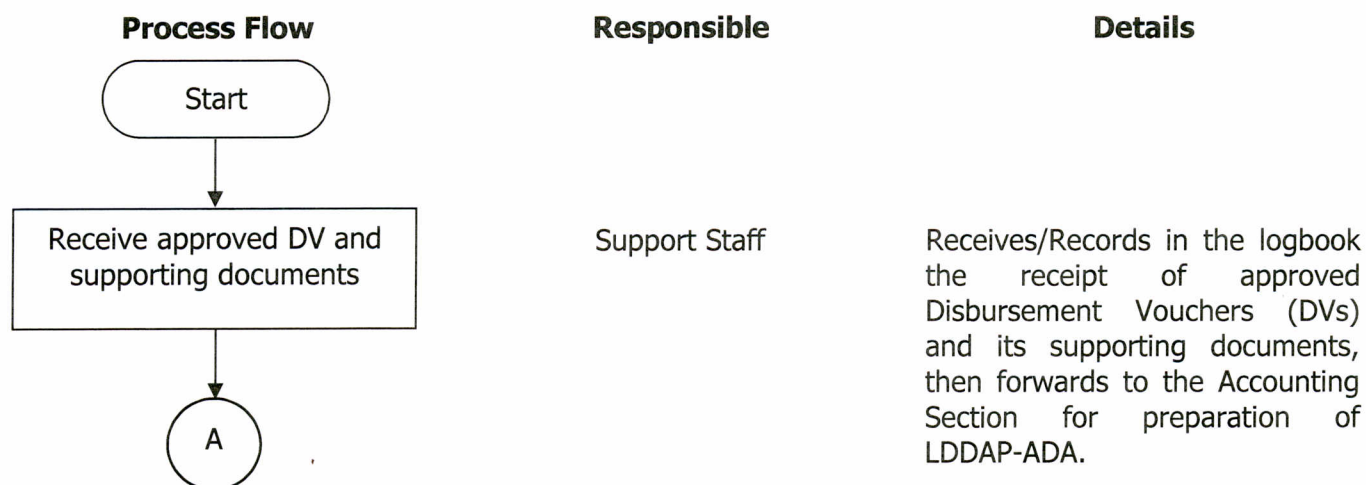 Process Flow
Responsible
Details
Start
Receive approved DV and
supporting documents
Support Staff
Receives/Records in the logbook
the receipt of approved
Disbursement Vouchers (DVs)
and its supporting documents,
then forwards to the Accounting
Section for preparation of
LDDAP-ADA.
A